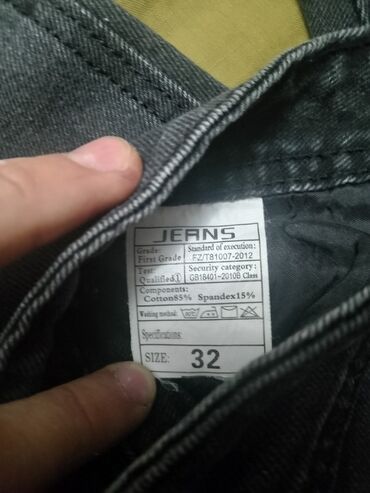 JEANS
Grade: Standard of execution:
First Grade FZ/T81007-2012
Test Security category:
Qualified① GB18401-2010B Class
Components:
Cotton85% Spandex15%
Washing method:
Specifications:
SIZE: 32